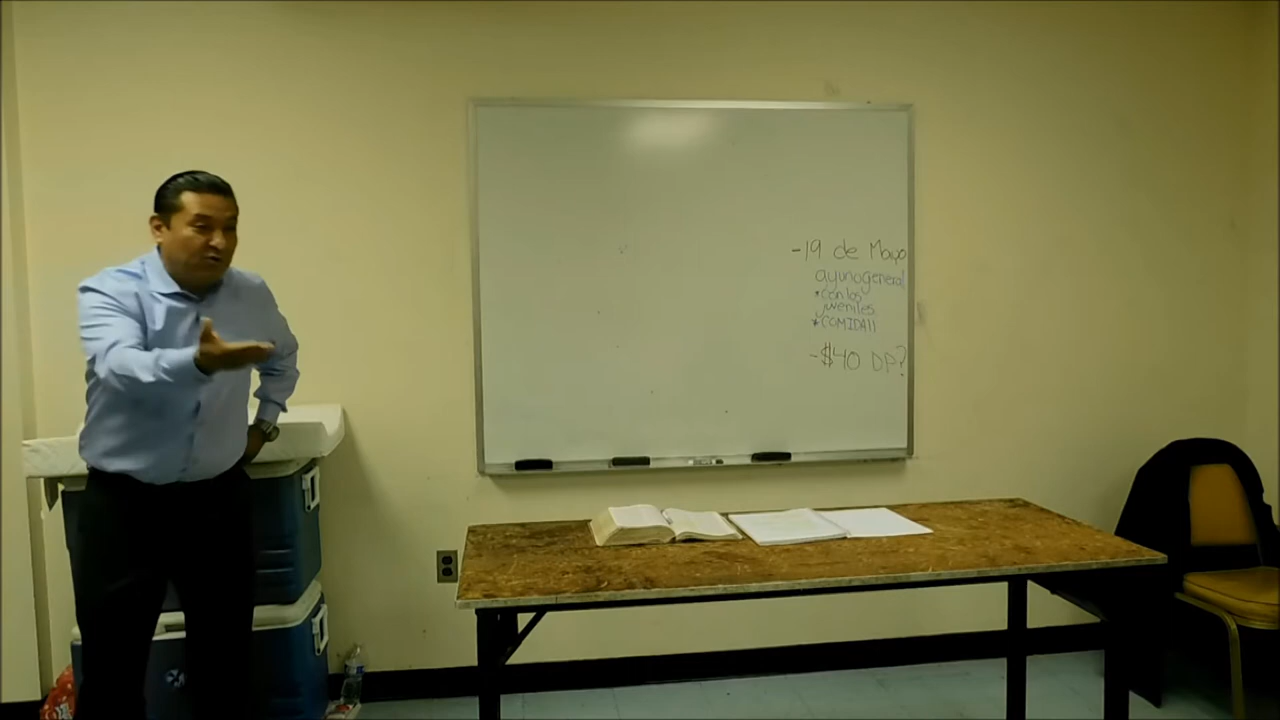 -19 de Mayo
ayuno general
*con los
juveniles
*COMIDA!!
-$40 DP?